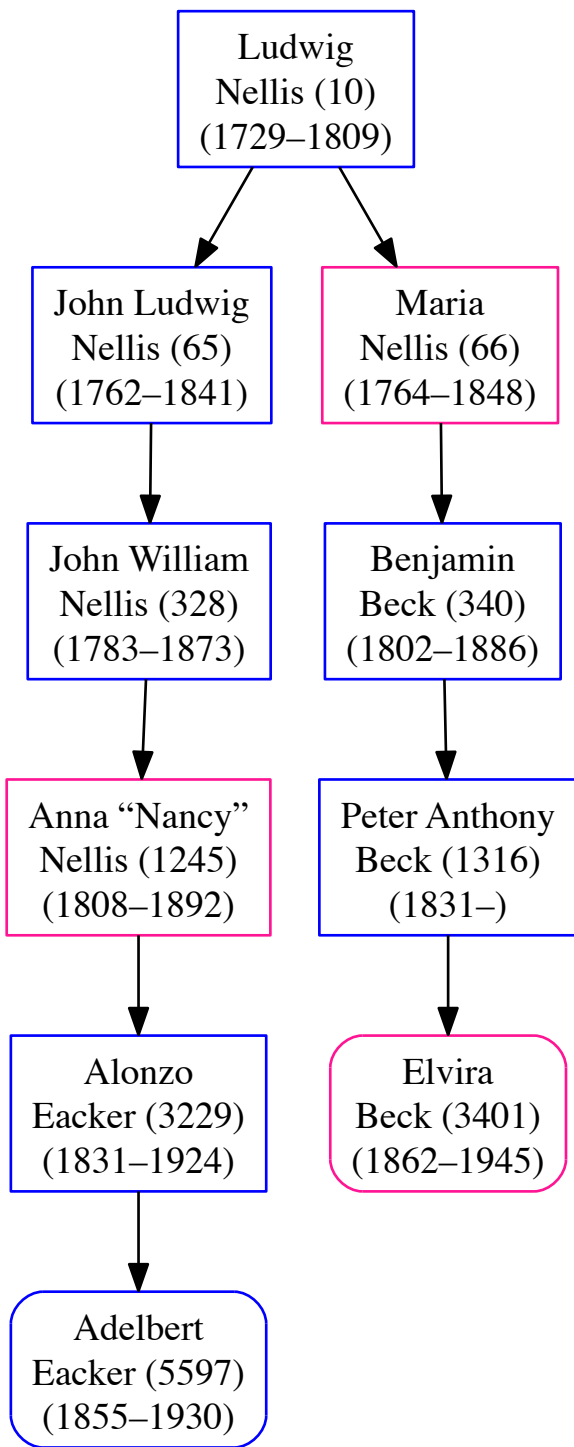 Ludwig
Nellis (10)
(1729–1809)
John Ludwig
Nellis (65)
(1762–1841)
Maria
Nellis (66)
(1764–1848)
John William
Nellis (328)
(1783–1873)
Benjamin
Beck (340)
(1802–1886)
Anna “Nancy”
Nellis (1245)
(1808–1892)
Peter Anthony
Beck (1316)
(1831–)
Alonzo
Eacker (3229)
(1831–1924)
Elvira
Beck (3401)
(1862–1945)
Adelbert
Eacker (5597)
(1855–1930)